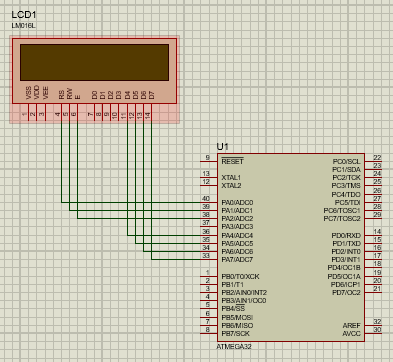 LCD1
LM016L
VSS VDD VEE RS RW E D0 D1 D2 D3 D4 D5 D6 D7
1 2 3 4 5 6 7 8 9 10 11 12 13 14
U1
9 RESET PC0/SCL 22
PC1/SDA 23
13 XTAL1 PC2/TCK 24
12 XTAL2 PC3/TMS 25
PC4/TDO 26
40 PA0/ADC0 PC5/TDI 27
39 PA1/ADC1 PC6/TOSC1 28
38 PA2/ADC2 PC7/TOSC2 29
37 PA3/ADC3
36 PA4/ADC4 PD0/RXD 14
35 PA5/ADC5 PD1/TXD 15
34 PA6/ADC6 PD2/INT0 16
33 PA7/ADC7 PD3/INT1 17
PD4/OC1B 18
1 PB0/T0/XCK PD5/OC1A 19
2 PB1/T1 PD6/ICP1 20
3 PB2/AIN0/INT2 PD7/OC2 21
4 PB3/AIN1/OC0
5 PB4/SS
6 PB5/MOSI
7 PB6/MISO AREF 32
8 PB7/SCK AVCC 30
ATMEGA32